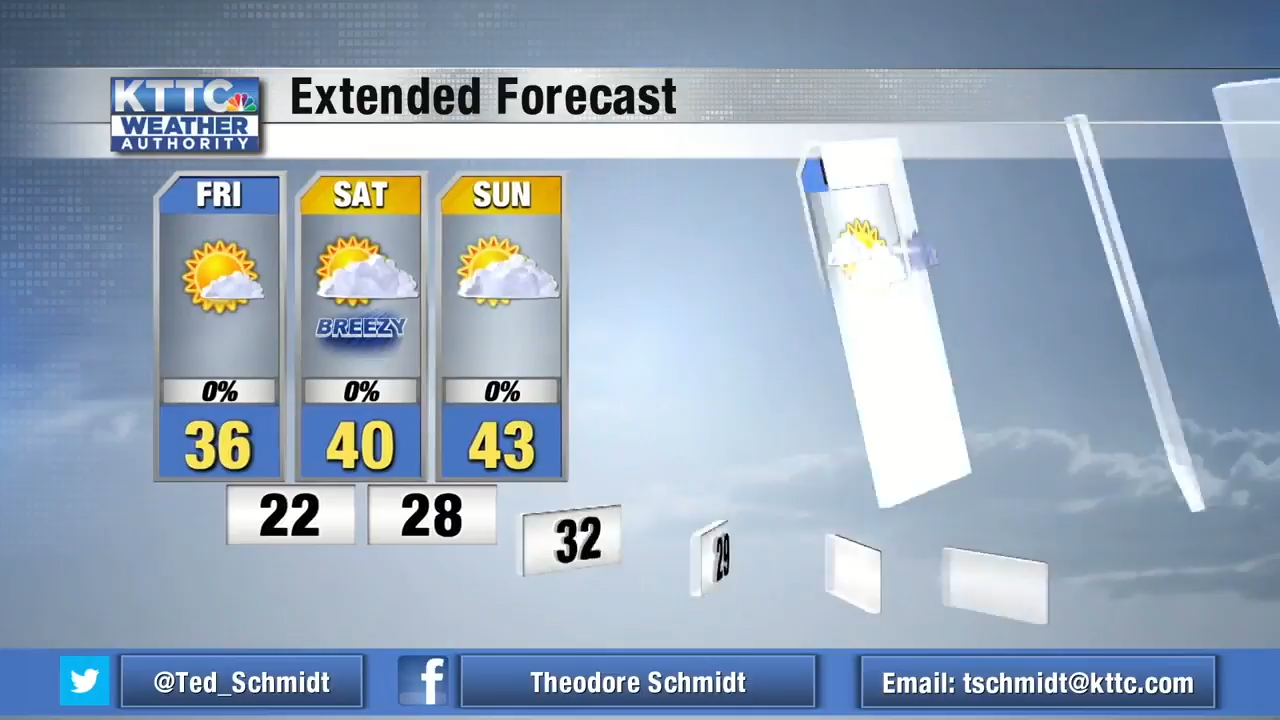 KTTC
WEATHER
AUTHORITY
Extended Forecast
FRI
SAT
SUN
BREEZY
0%
0%
0%
36
40
43
22
28
32
29
@Ted_Schmidt
f
Theodore Schmidt
Email: tschmidt@kttc.com